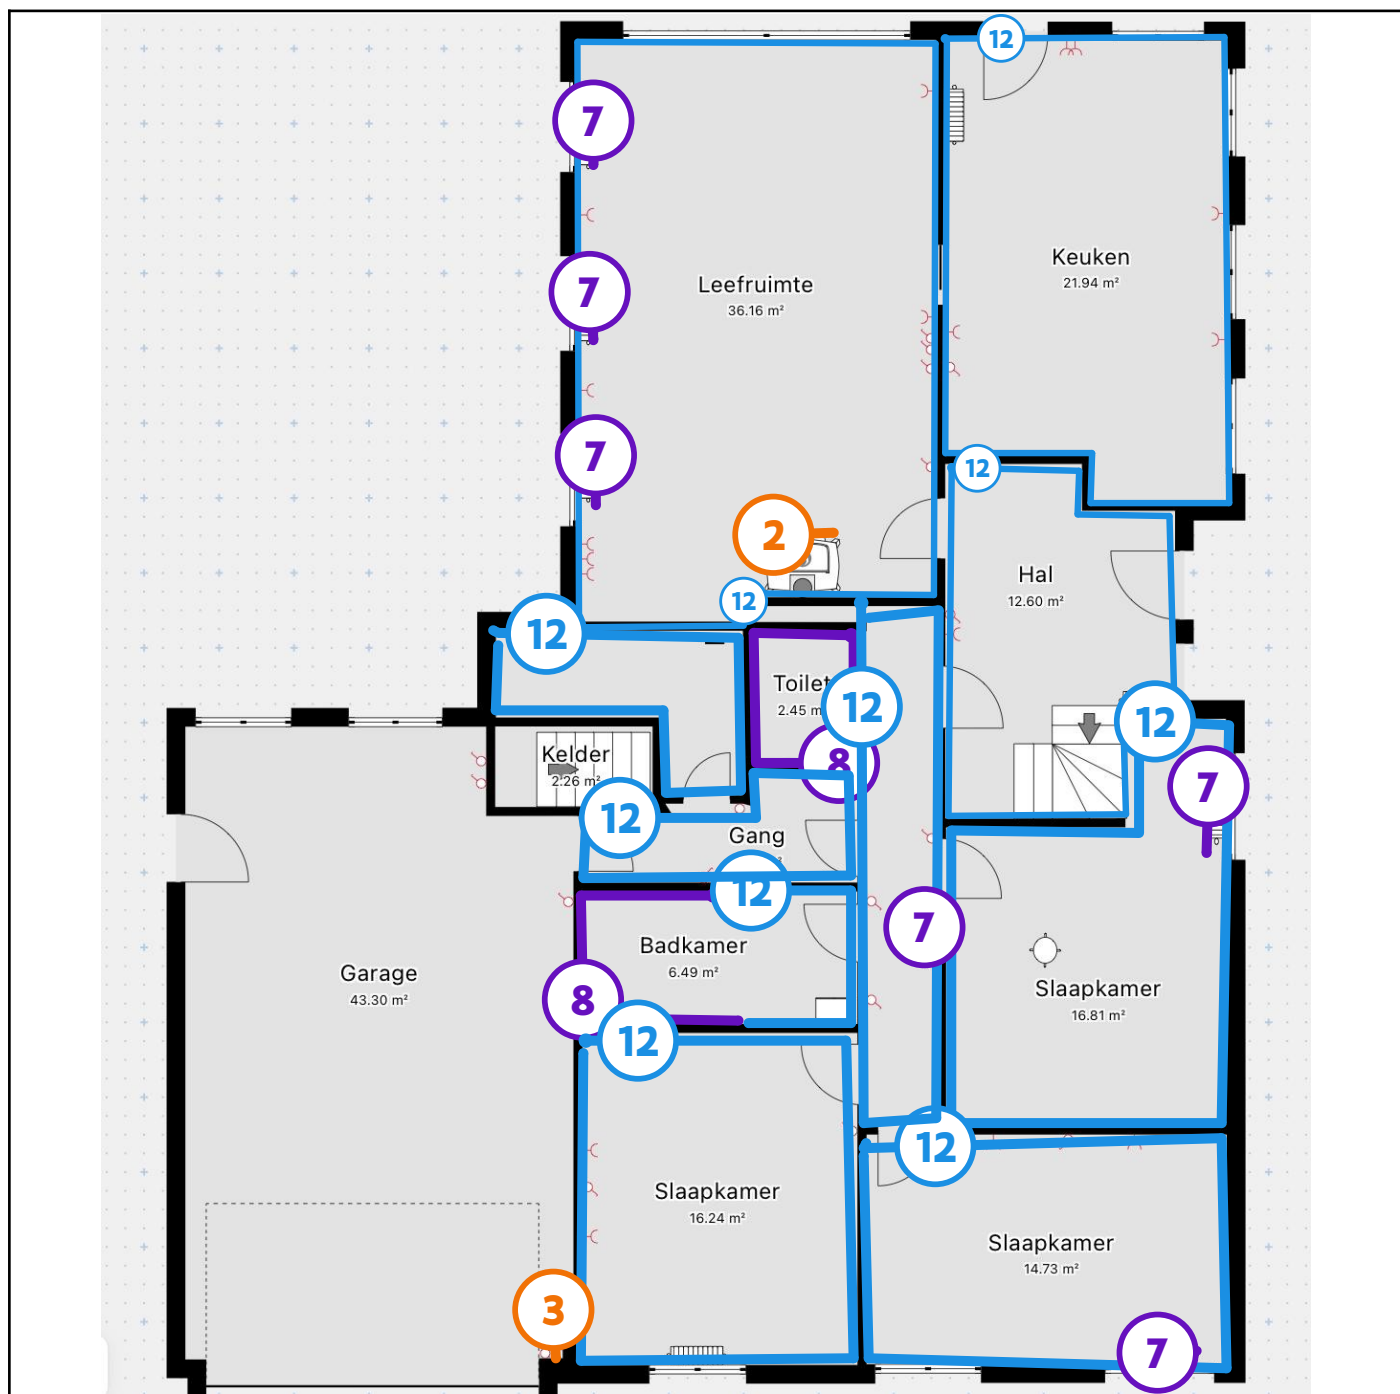 12
7
Keuken
21.94 m²
Leefruimte
36.16 m²
7
7
12
2
Hal
12.60 m²
12
12
Toilet
2.45 m
12
12
Kelder
2.26 m²
8
7
12
Gang
12
7
Badkamer
6.49 m²
Garage
43.30 m²
Slaapkamer
16.81 m²
8
12
12
Slaapkamer
16.24 m²
Slaapkamer
14.73 m²
3
7